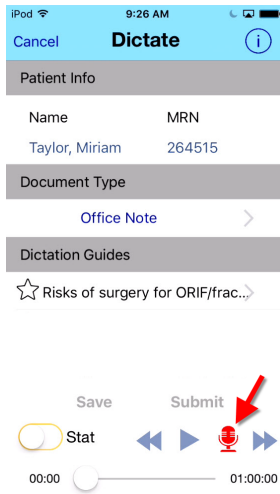 iPod 9:26 AM
Cancel Dictate i
Patient Info
Name MRN
Taylor, Miriam 264515
Document Type
Office Note
Dictation Guides
Risks of surgery for ORIF/frac...
Save Submit
Stat
00:00 01:00:00